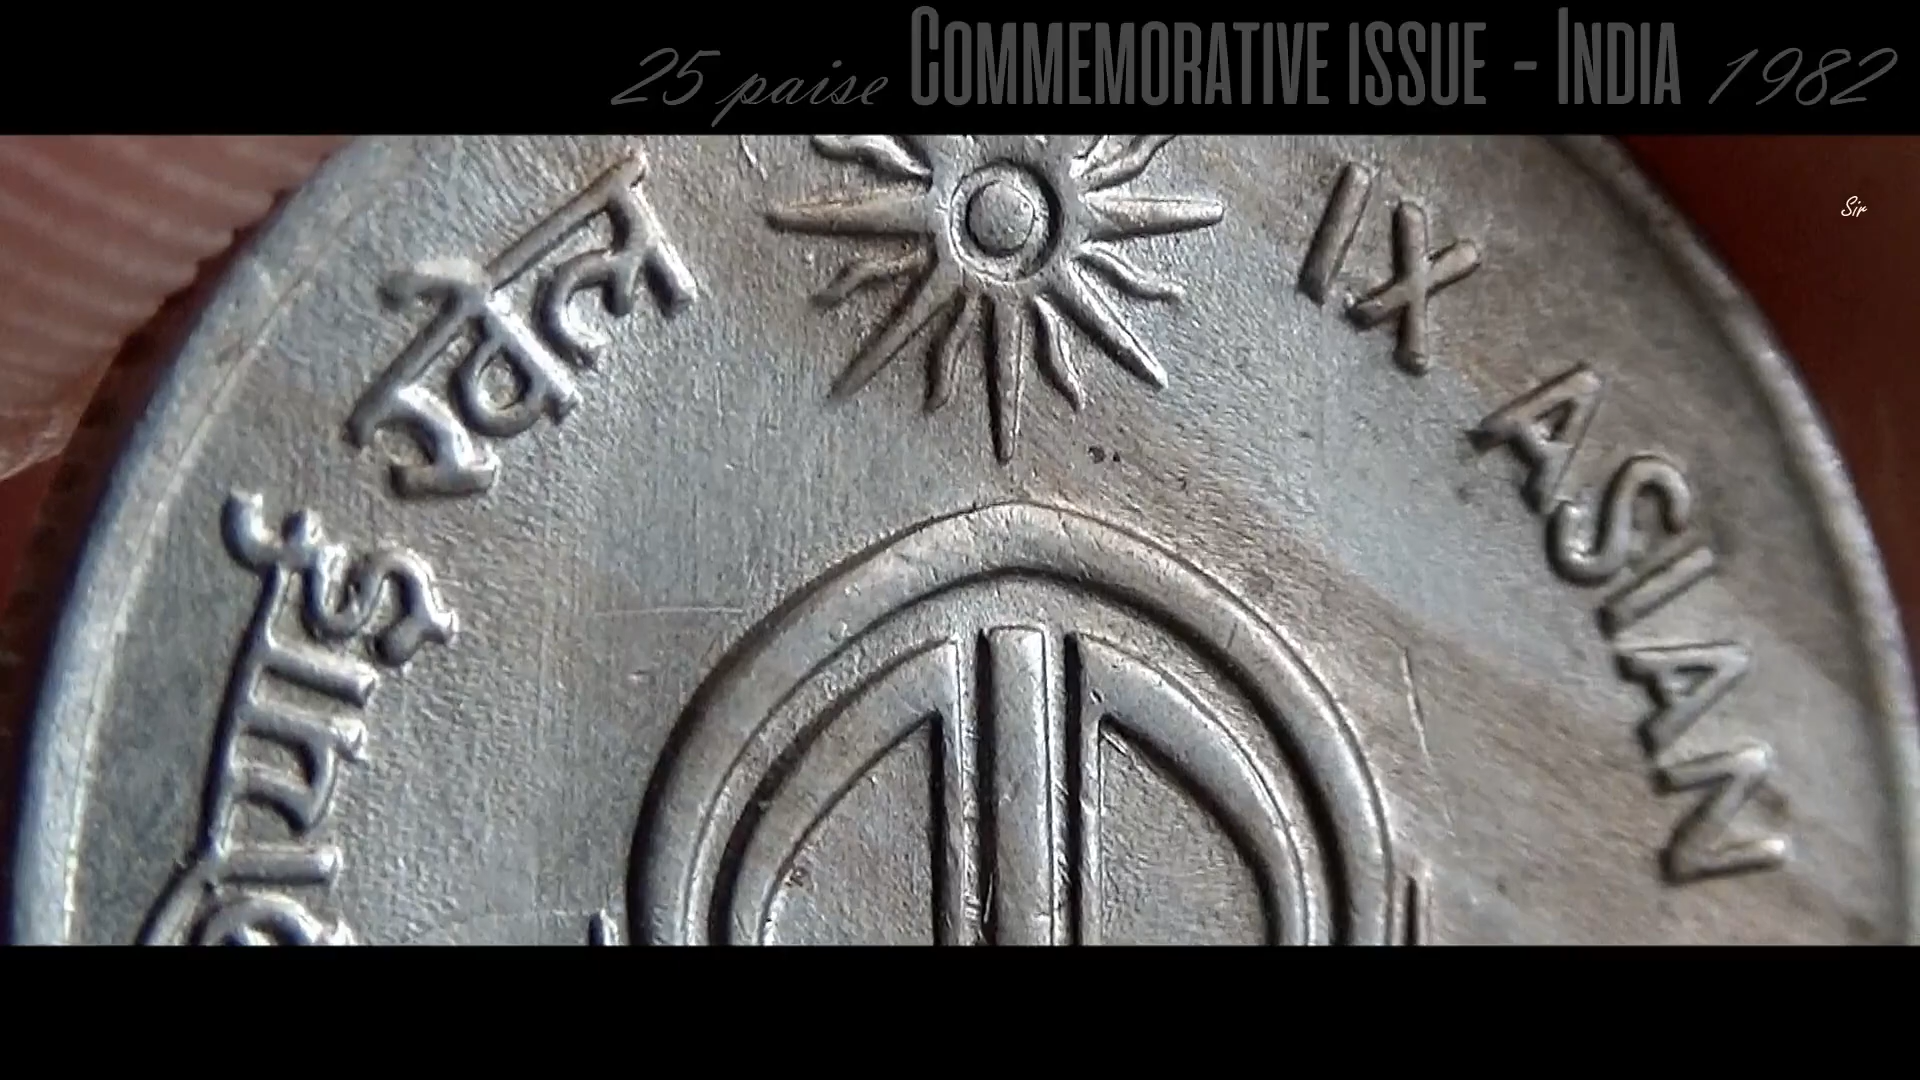 25 paise COMMEMORATIVE ISSUE - INDIA 1982
Sir
याई खेल
IX ASIAN